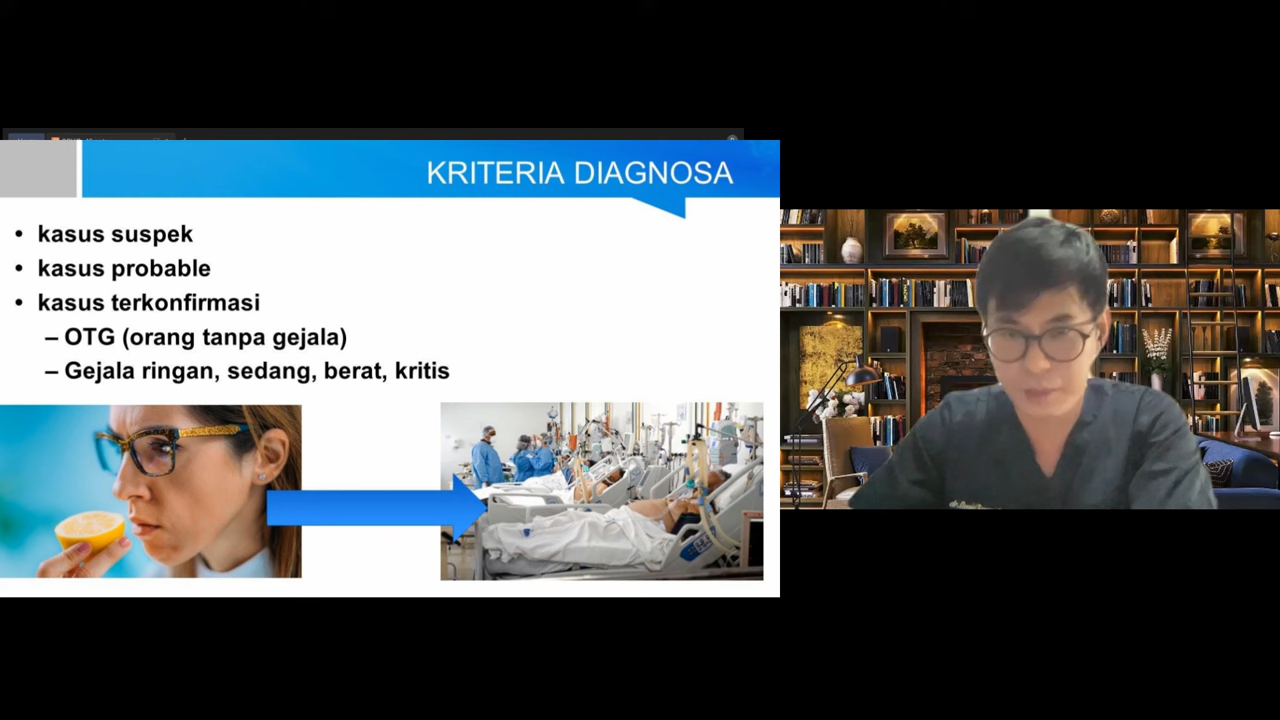 KRITERIA DIAGNOSA
• kasus suspek
• kasus probable
• kasus terkonfirmasi
– OTG (orang tanpa gejala)
– Gejala ringan, sedang, berat, kritis